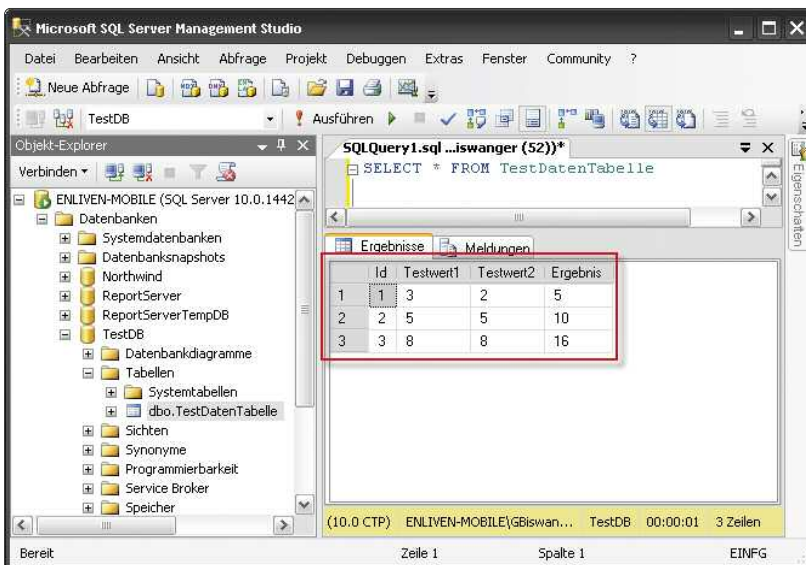 Microsoft SQL Server Management Studio
Datei Bearbeiten Ansicht Abfrage Projekt Debuggen Extras Fenster Community ?
Neue Abfrage
TestDB Ausführen
Objekt-Explorer
Verbinden
ENLIVEN-MOBILE (SQL Server 10.0.1442
Datenbanken
Systemdatenbanken
Datenbanksnapshots
Northwind
ReportServer
ReportServerTempDB
TestDB
Datenbankdiagramme
Tabellen
Systemtabellen
dbo.TestDatenTabelle
Sichten
Synonyme
Programmierbarkeit
Service Broker
Speicher
SQLQuery1.sql ...iswanger (52))*
SELECT * FROM TestDatenTabelle
Ergebnisse Meldungen
Id Testwert1 Testwert2 Ergebnis
1 1 3 2 5
2 2 5 5 10
3 3 8 8 16
(10.0 CTP) ENLIVEN-MOBILE\GBiswan... TestDB 00:00:01 3 Zeilen
Eigenschaften
Bereit Zeile 1 Spalte 1 EINFG